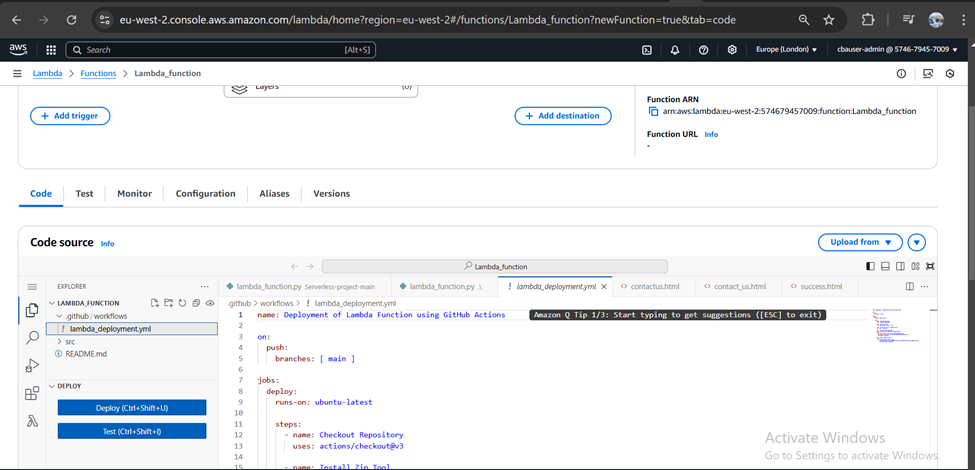 eu-west-2.console.aws.amazon.com/lambda/home?region=eu-west-2#/functions/Lambda_function?newFunction=true&tab=code
aws Search [Alt+S] Europe (London) ▼ cbauser-admin @ 5746-7945-7009 ▼
Lambda > Functions > Lambda_function
Layers (0)
+ Add trigger + Add destination
Function ARN
arn:aws:lambda:eu-west-2:574679457009:function:Lambda_function
Function URL Info
-
Code Test Monitor Configuration Aliases Versions
Code source Info Upload from ▼
Lambda_function
EXPLORER ... lambda_function.py Serverless-project-main lambda_function.py .\ ! lambda_deployment.yml × contactus.html contact_us.html success.html ...
LAMBDA_FUNCTION .github > workflows > ! lambda_deployment.yml
.github / workflows 1 name: Deployment of Lambda Function using GitHub Actions Amazon Q Tip 1/3: Start typing to get suggestions ([ESC] to exit)
! lambda_deployment.yml 2
> src 3 on:
README.md 4 push:
5 branches: [ main ]
6
DEPLOY 7 jobs:
8 deploy:
Deploy (Ctrl+Shift+U) 9 runs-on: ubuntu-latest
10
Test (Ctrl+Shift+I) 11 steps:
12 - name: Checkout Repository
13 uses: actions/checkout@v3
14
15 - name: Install Zip Tool
Activate Windows
Go to Settings to activate Windows.